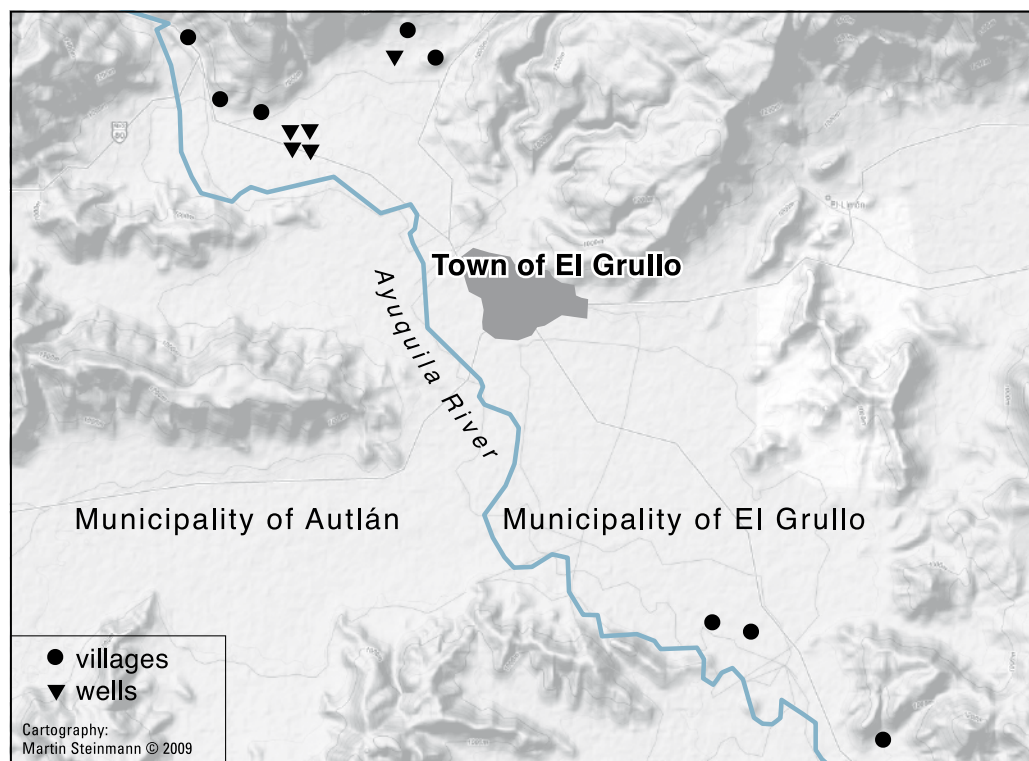 Town of El Grullo
Ayuquila River
Municipality of Autlán
Municipality of El Grullo
villages
wells
Cartography:
Martin Steinmann © 2009